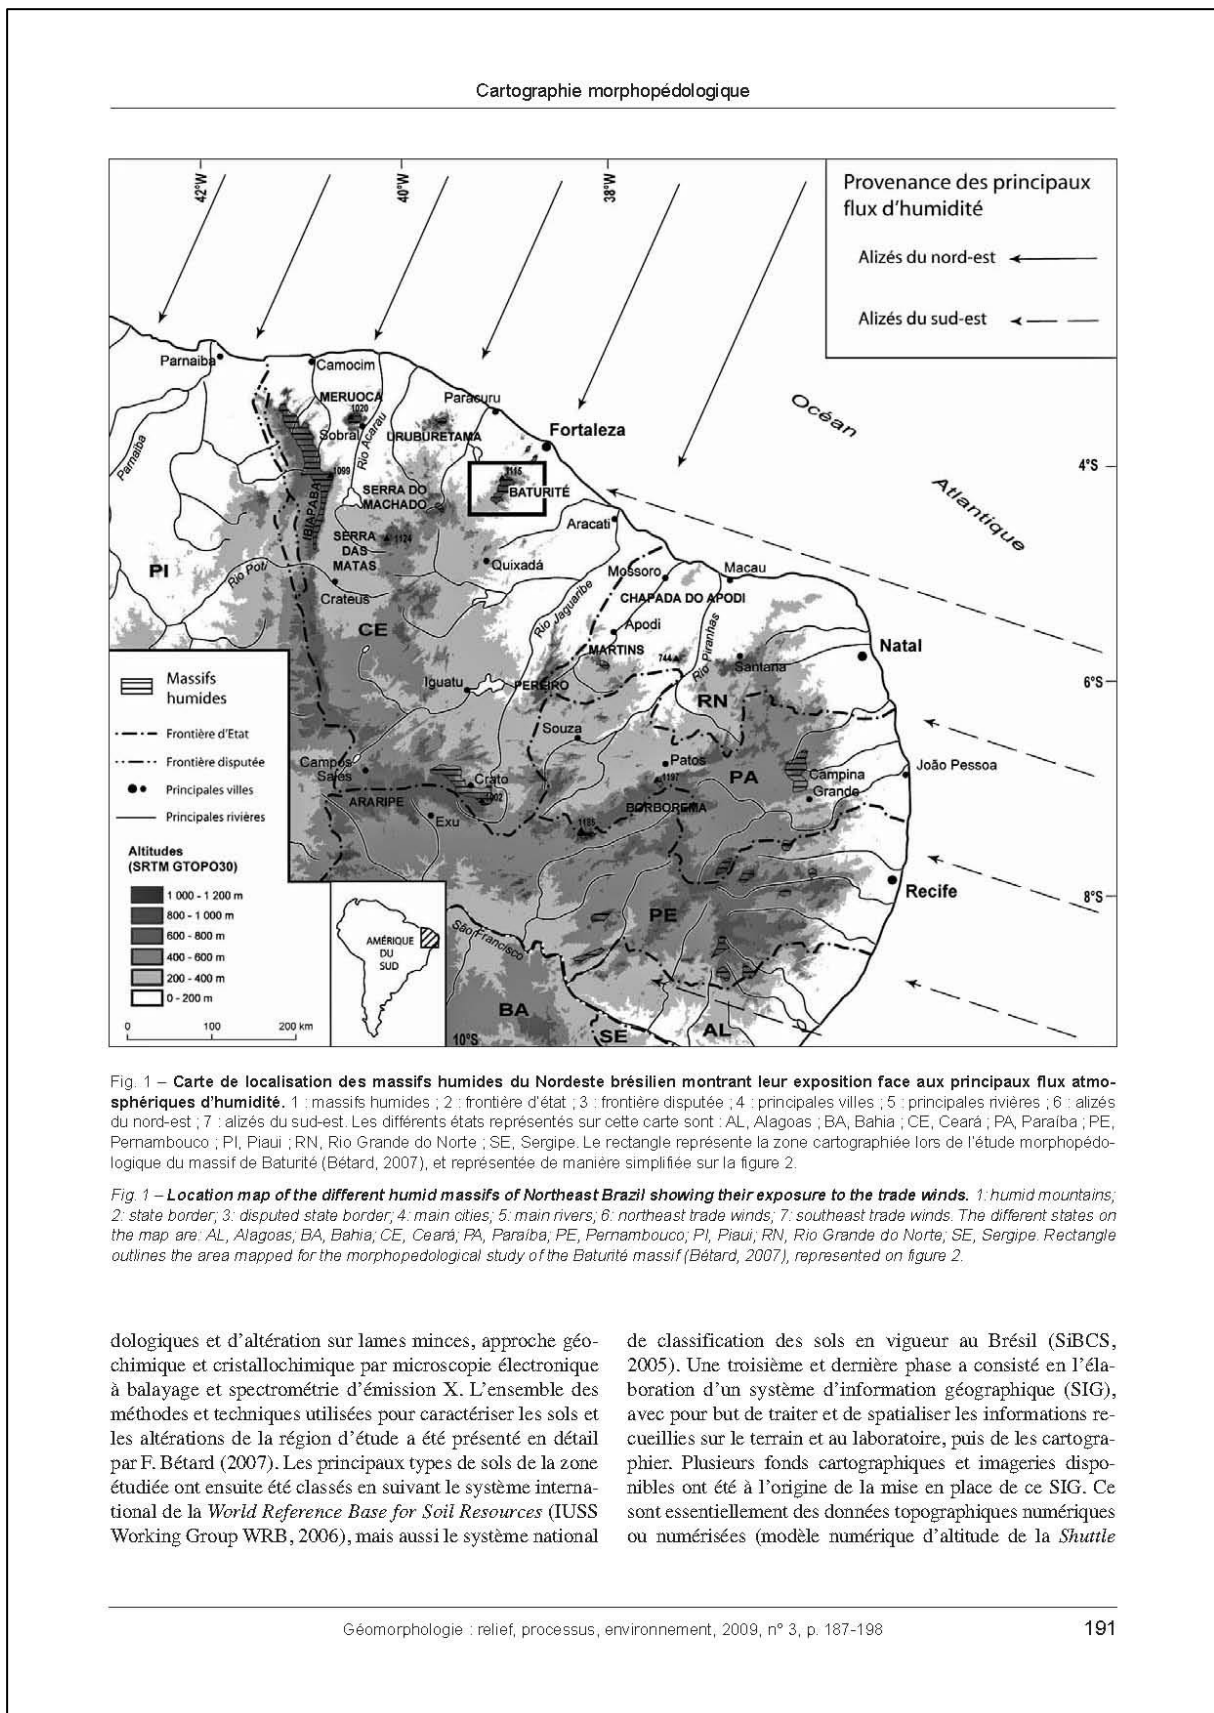 Cartographie morphopédologique
42°W
40°W
38°W
Provenance des principaux
flux d'humidité
Alizés du nord-est
Alizés du sud-est
Océan
Atlantique
4°S
6°S
8°S
10°S
Parnaiba
Camocim
MERUOCA
1020
Paracuru
Sobral
Rio Acarau
URUBURETAMA
Fortaleza
Parnaiba
1099
IBIAPABA
SERRA DO
MACHADO
1115
BATURITÉ
Aracati
SERRA
DAS
MATAS
1124
Quixadá
Mossoro
Macau
PI
Rio Poti
Crateus
CE
Rio Jaguaribe
CHAPADA DO APODI
Apodi
Rio Piranhas
MARTINS
744
Santana
Natal
Iguatu
PEREIRO
RN
Souza
Patos
1197
PA
Campina
Grande
João Pessoa
Campos
Sales
Crato
ARARIPE
Exu
BORBOREMA
1185
Recife
PE
São Francisco
BA
SE
AL
Massifs
humides
Frontière d'Etat
Frontière disputée
Principales villes
Principales rivières
Altitudes
(SRTM GTOPO30)
1 000 - 1 200 m
800 - 1 000 m
600 - 800 m
400 - 600 m
200 - 400 m
0 - 200 m
0 100 200 km
AMÉRIQUE
DU
SUD
Fig. 1 – Carte de localisation des massifs humides du Nordeste brésilien montrant leur exposition face aux principaux flux atmo-
sphériques d'humidité. 1 : massifs humides ; 2 : frontière d'état ; 3 : frontière disputée ; 4 : principales villes ; 5 : principales rivières ; 6 : alizés
du nord-est ; 7 : alizés du sud-est. Les différents états représentés sur cette carte sont : AL, Alagoas ; BA, Bahia ; CE, Ceará ; PA, Paraíba ; PE,
Pernambouco ; PI, Piaui ; RN, Rio Grande do Norte ; SE, Sergipe. Le rectangle représente la zone cartographiée lors de l'étude morphopédo-
logique du massif de Baturité (Bétard, 2007), et représentée de manière simplifiée sur la figure 2.
Fig. 1 – Location map of the different humid massifs of Northeast Brazil showing their exposure to the trade winds. 1: humid mountains;
2: state border; 3: disputed state border; 4: main cities; 5: main rivers; 6: northeast trade winds; 7: southeast trade winds. The different states on
the map are: AL, Alagoas; BA, Bahia; CE, Ceará; PA, Paraíba; PE, Pernambouco; PI, Piaui; RN, Rio Grande do Norte; SE, Sergipe. Rectangle
outlines the area mapped for the morphopedological study of the Baturité massif (Bétard, 2007), represented on figure 2.
dologiques et d'altération sur lames minces, approche géo-
chimique et cristallochimique par microscopie électronique
à balayage et spectrométrie d'émission X. L'ensemble des
méthodes et techniques utilisées pour caractériser les sols et
les altérations de la région d'étude a été présenté en détail
par F. Bétard (2007). Les principaux types de sols de la zone
étudiée ont ensuite été classés en suivant le système interna-
tional de la World Reference Base for Soil Resources (IUSS
Working Group WRB, 2006), mais aussi le système national
de classification des sols en vigueur au Brésil (SiBCS,
2005). Une troisième et dernière phase a consisté en l'éla-
boration d'un système d'information géographique (SIG),
avec pour but de traiter et de spatialiser les informations re-
cueillies sur le terrain et au laboratoire, puis de les cartogra-
phier. Plusieurs fonds cartographiques et imageries dispo-
nibles ont été à l'origine de la mise en place de ce SIG. Ce
sont essentiellement des données topographiques numériques
ou numérisées (modèle numérique d'altitude de la Shuttle
Géomorphologie : relief, processus, environnement, 2009, n° 3, p. 187-198
191